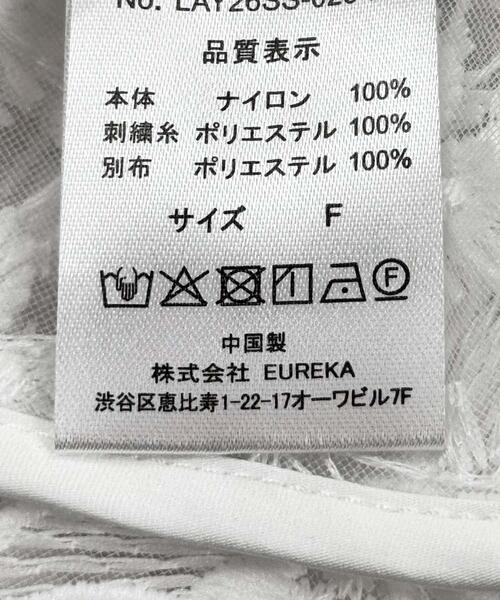 No. LAY26SS-020
品質表示
本体 ナイロン 100%
刺繍糸 ポリエステル 100%
別布 ポリエステル 100%
サイズ F
F
中国製
株式会社 EUREKA
渋谷区恵比寿1-22-17オーワビル7F